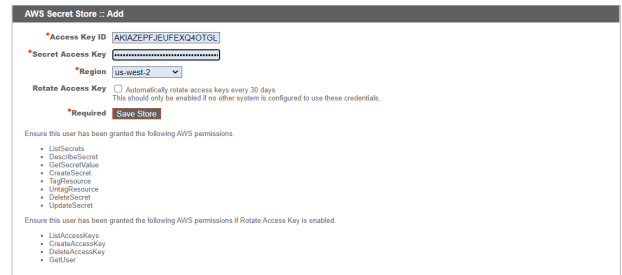 AWS Secret Store :: Add
*Access Key ID AKIAZEPFJEUFEXQ4OTGL
*Secret Access Key ••••••••••••••••••••••••••••••••••••••••
*Region us-west-2
Rotate Access Key Automatically rotate access keys every 30 days
This should only be enabled if no other system is configured to use these credentials.
*Required Save Store
Ensure this user has been granted the following AWS permissions.
• ListSecrets
• DescribeSecret
• GetSecretValue
• CreateSecret
• TagResource
• UntagResource
• DeleteSecret
• UpdateSecret
Ensure this user has been granted the following AWS permissions if Rotate Access Key is enabled.
• ListAccessKeys
• CreateAccessKey
• DeleteAccessKey
• GetUser